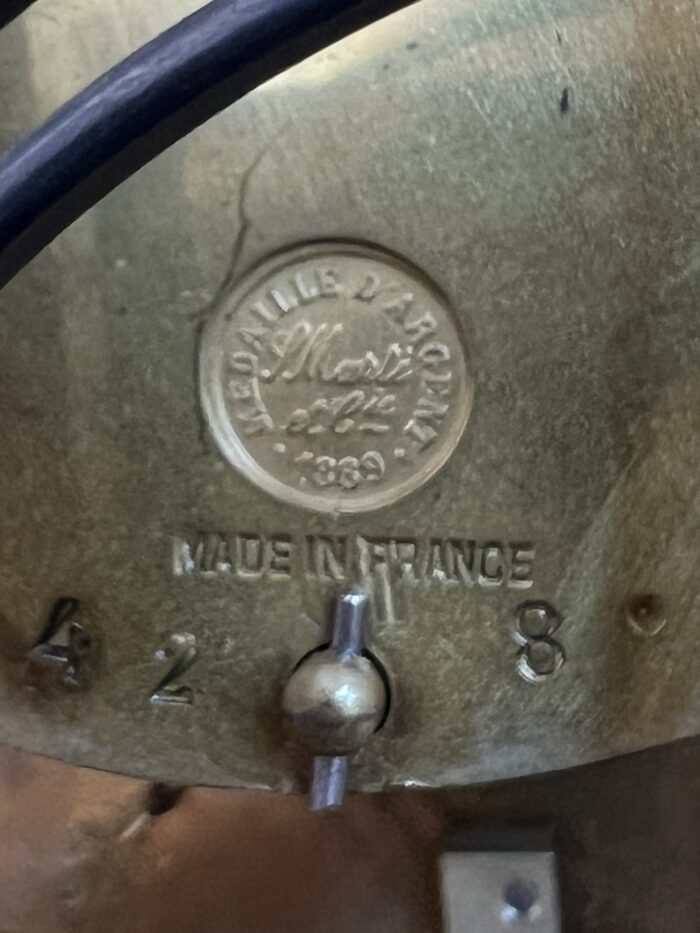 MEDAILLE D'ARGENT
S. Marti
et Cie
· 1889 ·
MADE IN FRANCE
4 2 8